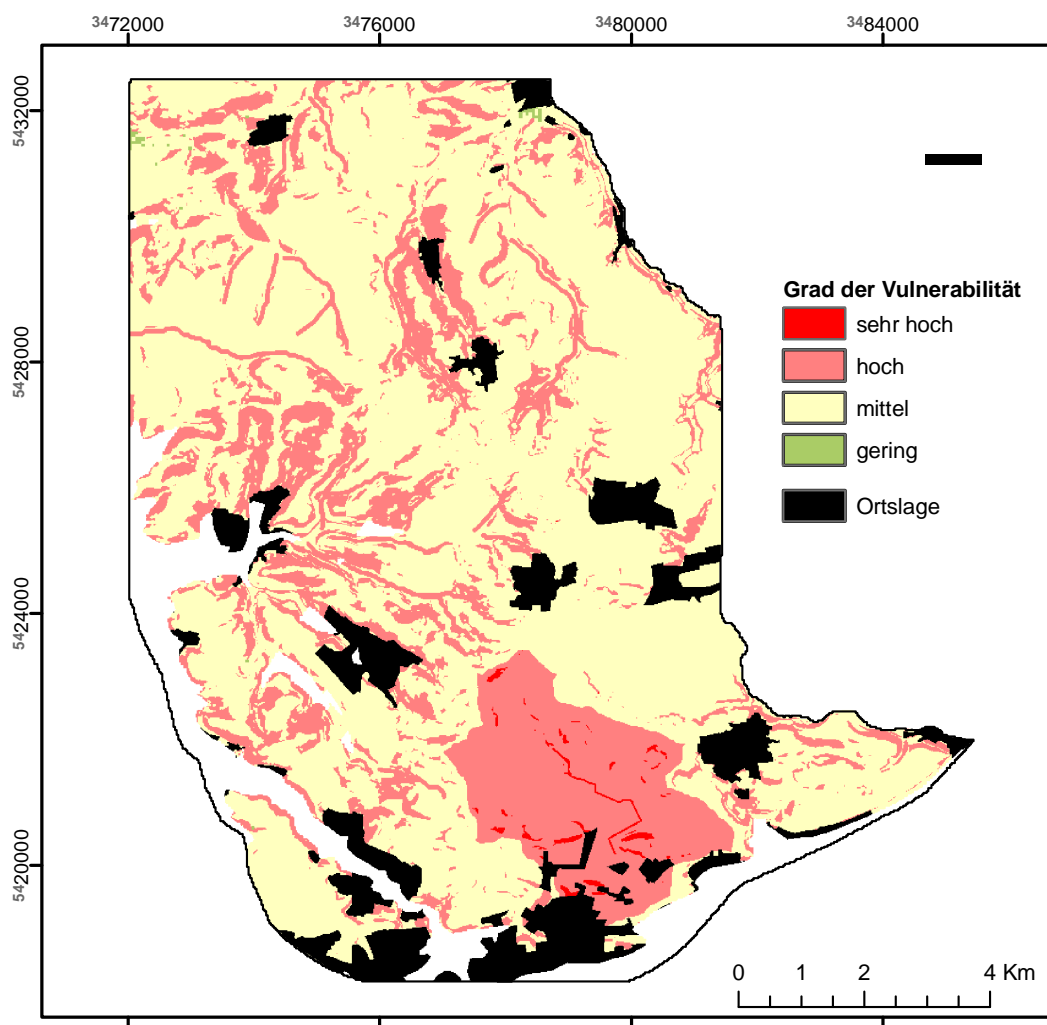 3472000 3476000 3480000 3484000
5432000
5428000
5424000
5420000
Grad der Vulnerabilität
sehr hoch
hoch
mittel
gering
Ortslage
0 1 2 4 Km